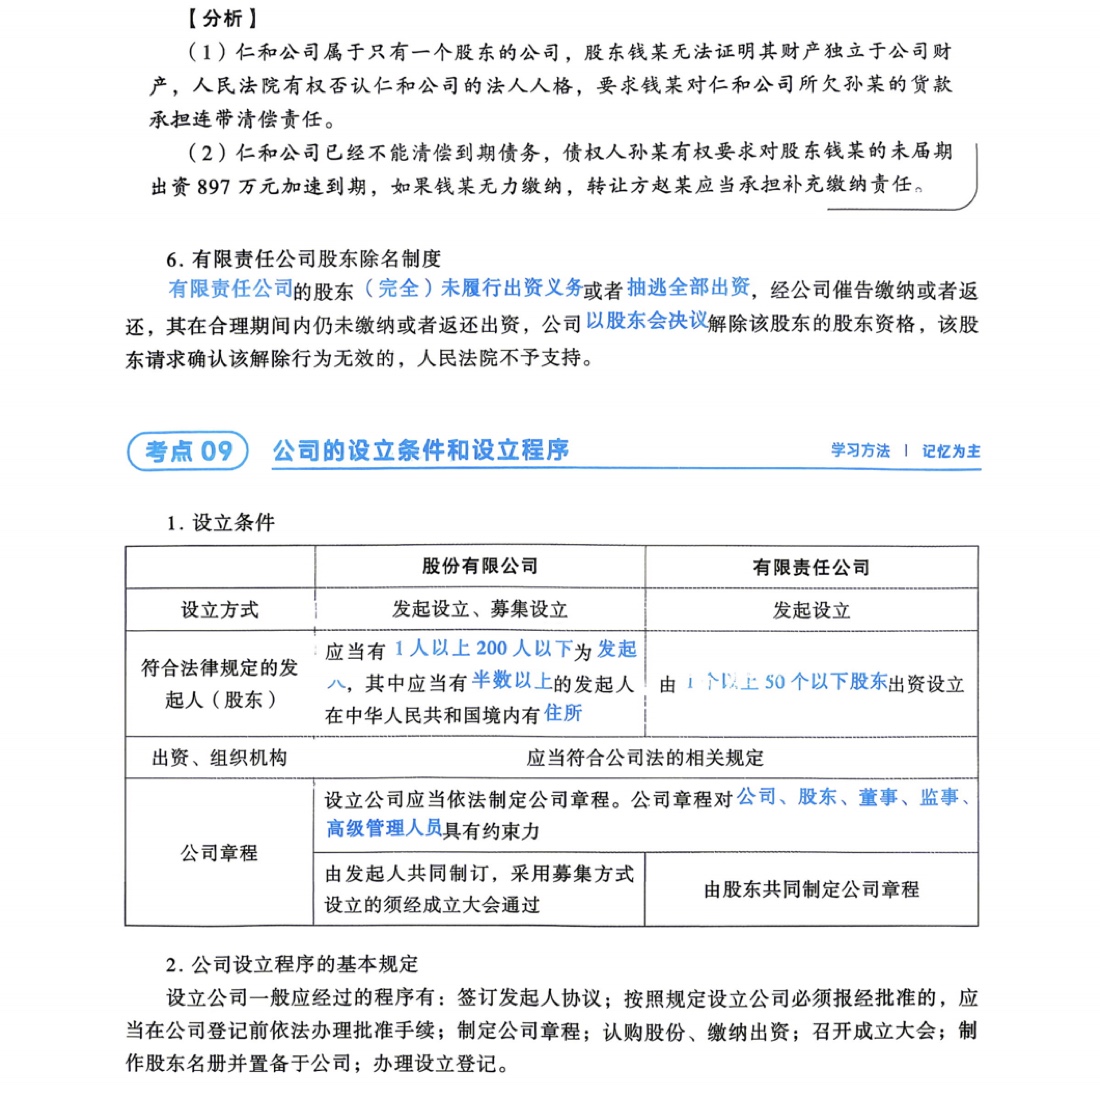 【分析】
（1）仁和公司属于只有一个股东的公司，股东钱某无法证明其财产独立于公司财
产，人民法院有权否认仁和公司的法人人格，要求钱某对仁和公司所欠孙某的货款
承担连带清偿责任。
（2）仁和公司已经不能清偿到期债务，债权人孙某有权要求对股东钱某的未届期
出资 897 万元加速到期，如果钱某无力缴纳，转让方赵某应当承担补充缴纳责任。
6. 有限责任公司股东除名制度
有限责任公司的股东（完全）未履行出资义务或者抽逃全部出资，经公司催告缴纳或者返
还，其在合理期间内仍未缴纳或者返还出资，公司以股东会决议解除该股东的股东资格，该股
东请求确认该解除行为无效的，人民法院不予支持。
考点 09 公司的设立条件和设立程序 学习方法 | 记忆为主
1. 设立条件
股份有限公司 有限责任公司
设立方式 发起设立、募集设立 发起设立
符合法律规定的发
起人（股东）
应当有 1 人以上 200 人以下为发起
人，其中应当有半数以上的发起人
在中华人民共和国境内有住所
由 1 个以上 50 个以下股东出资设立
出资、组织机构 应当符合公司法的相关规定
公司章程
设立公司应当依法制定公司章程。公司章程对公司、股东、董事、监事、
高级管理人员具有约束力
由发起人共同制订，采用募集方式
设立的须经成立大会通过
由股东共同制定公司章程
2. 公司设立程序的基本规定
设立公司一般应经过的程序有：签订发起人协议；按照规定设立公司必须报经批准的，应
当在公司登记前依法办理批准手续；制定公司章程；认购股份、缴纳出资；召开成立大会；制
作股东名册并置备于公司；办理设立登记。